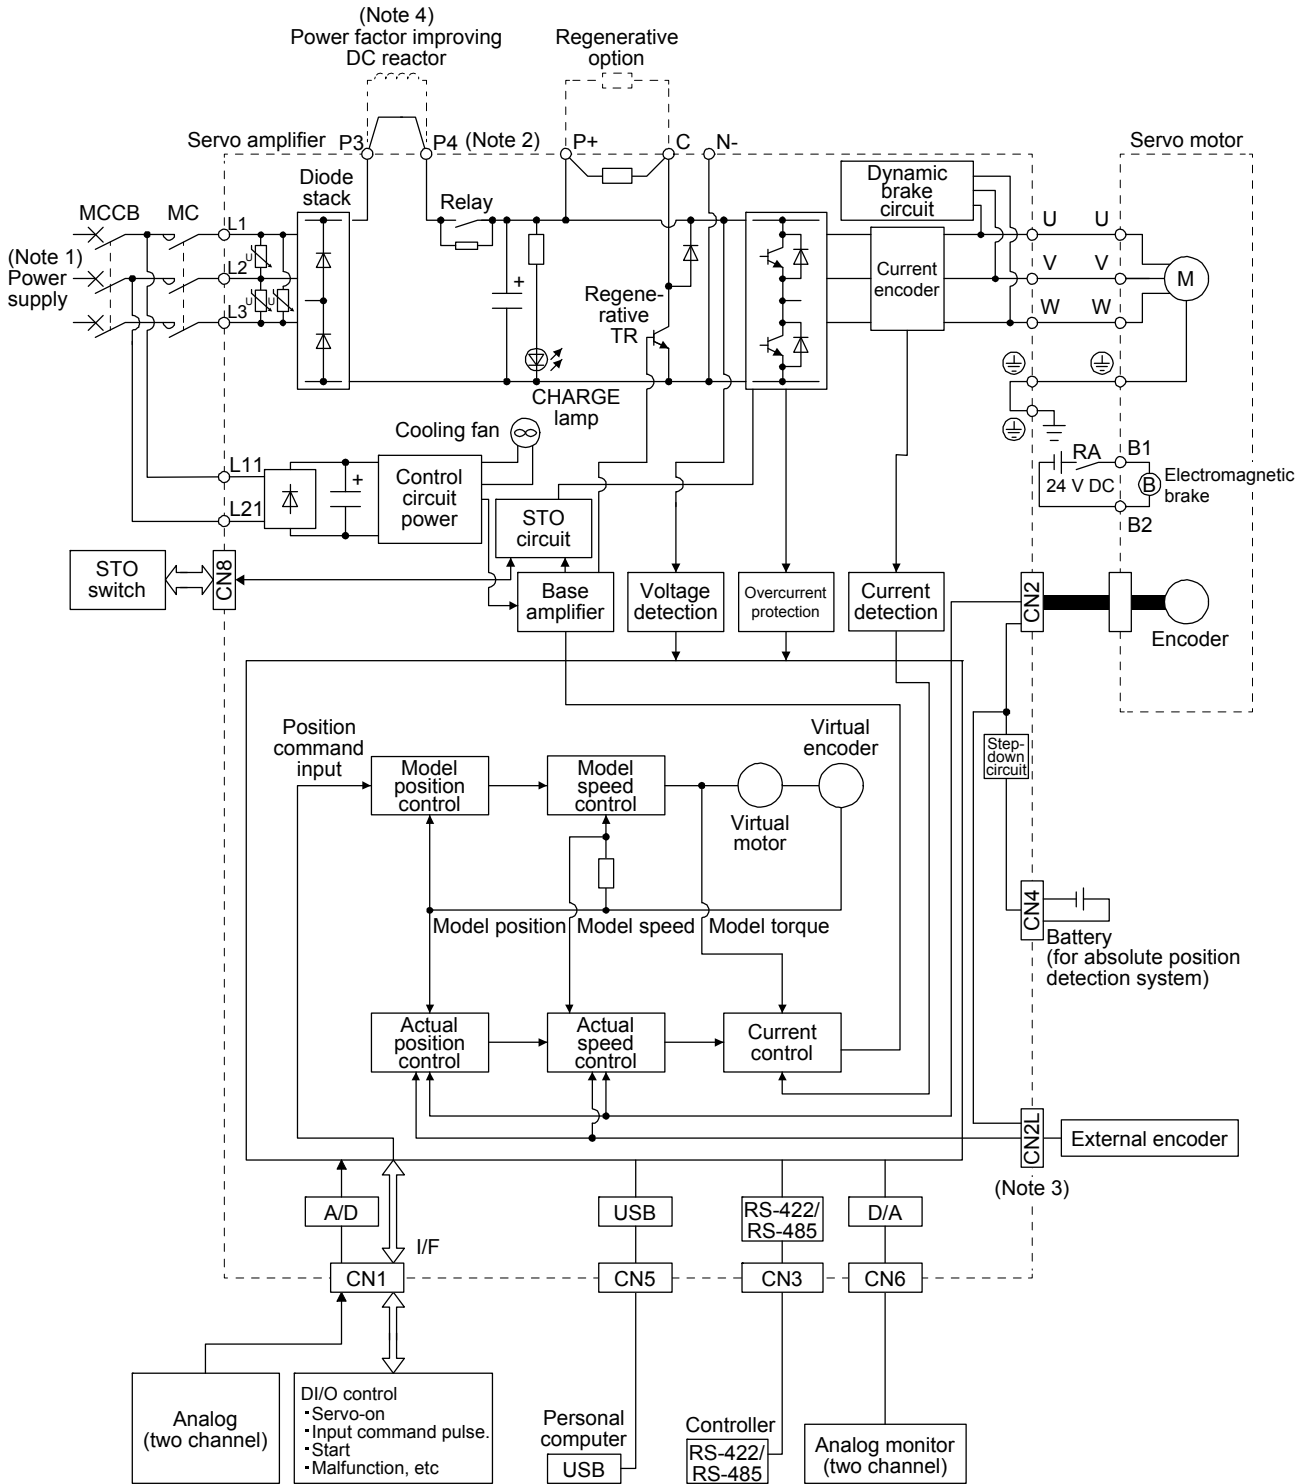 (Note 4)
Power factor improving
DC reactor
Regenerative
option
Servo amplifier
P3
P4
(Note 2)
P+
C
N-
Servo motor
Diode
stack
Dynamic
brake
circuit
MCCB
MC
L1
Relay
U
U
(Note 1)
Power
supply
U
L2
+
Current
encoder
V
V
M
U
U
L3
Regene-
rative
TR
W
W
CHARGE
lamp
Cooling fan
L11
+
Control
circuit
power
RA
B1
24 V DC
B
Electromagnetic
brake
L21
STO
circuit
B2
STO
switch
CN8
Base
amplifier
Voltage
detection
Overcurrent
protection
Current
detection
CN2
Encoder
Position
command
input
Virtual
encoder
Step-
down
circuit
Model
position
control
Model
speed
control
Virtual
motor
Model position
Model speed
Model torque
CN4
Battery
(for absolute position
detection system)
Actual
position
control
Actual
speed
control
Current
control
CN2L
External encoder
(Note 3)
A/D
USB
RS-422/
RS-485
D/A
I/F
CN1
CN5
CN3
CN6
Analog
(two channel)
DI/O control
·Servo-on
·Input command pulse.
·Start
·Malfunction, etc
Personal
computer
USB
Controller
RS-422/
RS-485
Analog monitor
(two channel)